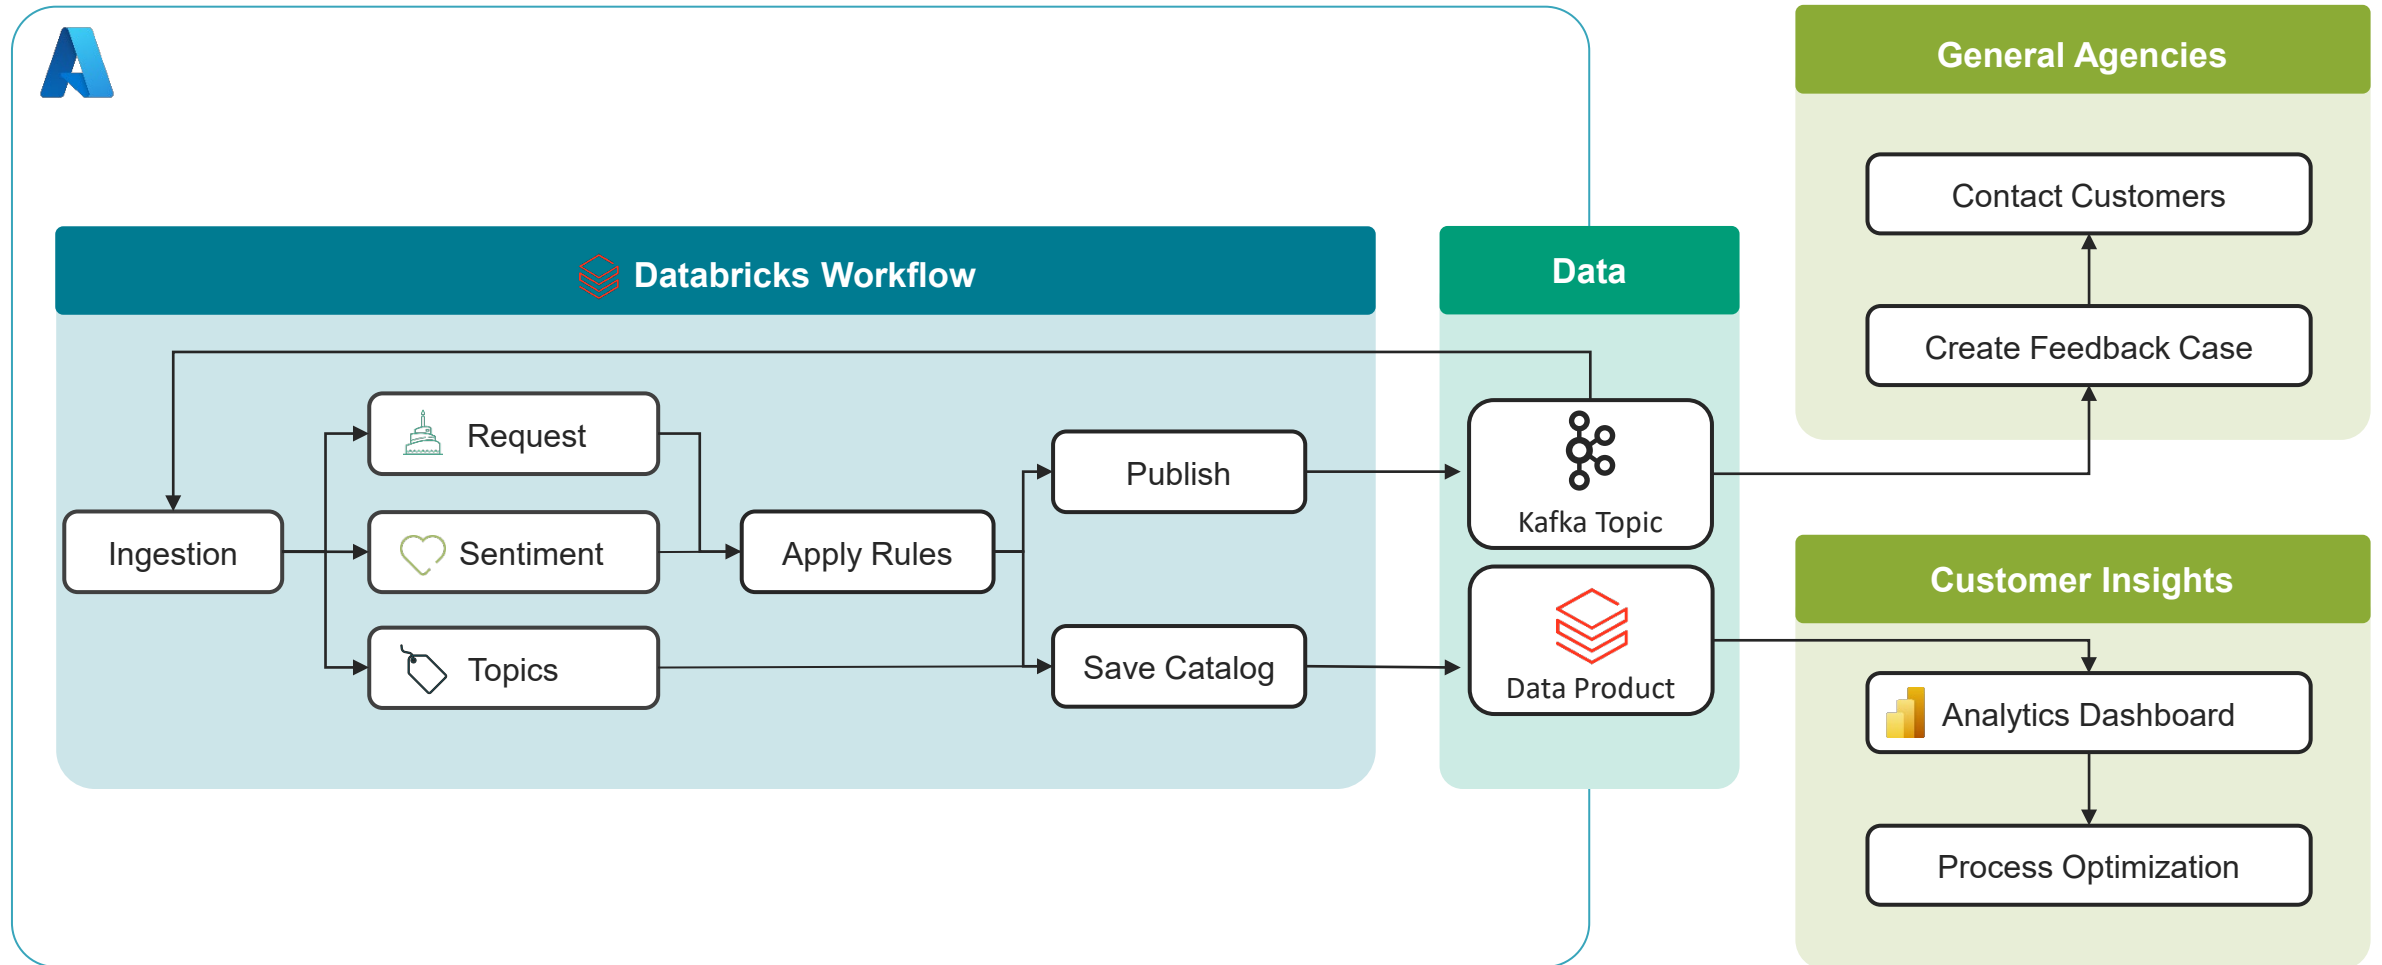 General Agencies
Contact Customers
Create Feedback Case
Databricks Workflow
Data
Request
Ingestion
Sentiment
Topics
Apply Rules
Publish
Save Catalog
Kafka Topic
Data Product
Customer Insights
Analytics Dashboard
Process Optimization